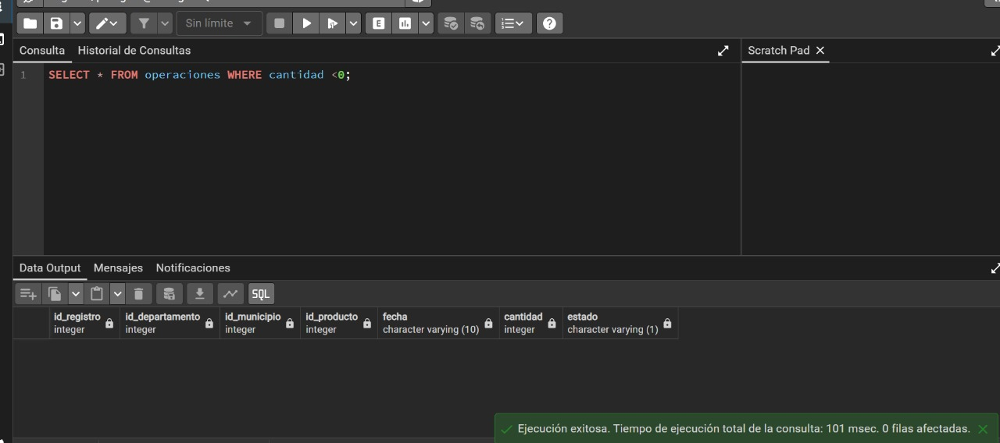 Sin límite
Consulta Historial de Consultas
Scratch Pad
1 SELECT * FROM operaciones WHERE cantidad <0;
Data Output Mensajes Notificaciones
SQL
id_registro id_departamento id_municipio id_producto fecha cantidad estado
integer integer integer integer character varying (10) integer character varying (1)
Ejecución exitosa. Tiempo de ejecución total de la consulta: 101 msec. 0 filas afectadas.